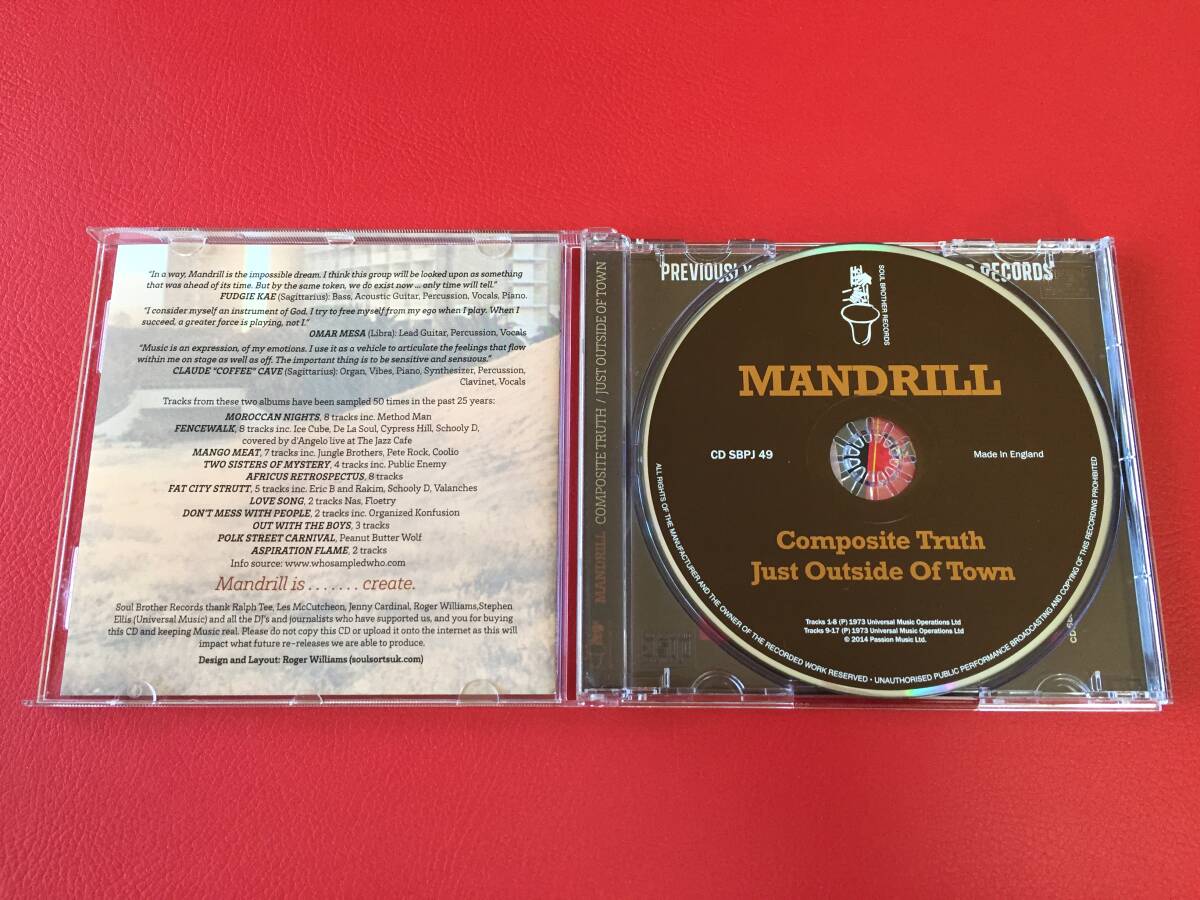 “In a way, Mandrill is the impossible dream. I think this group will be looked upon as something
that was ahead of its time. But by the same token, we do exist now ... only time will tell.”
FUDGIE KAE (Sagittarius): Bass, Acoustic Guitar, Percussion, Vocals, Piano.
“I consider myself an instrument of God. I try to free myself from my ego when I play. When I
succeed, a greater force is playing, not I.”
OMAR MESA (Libra): Lead Guitar, Percussion, Vocals
“Music is an expression, of my emotions. I use it as a vehicle to articulate the feelings that flow
within me on stage as well as off. The important thing is to be sensitive and sensuous.”
CLAUDE “COFFEE” CAVE (Sagittarius): Organ, Vibes, Piano, Synthesizer, Percussion,
Clavinet, Vocals
Tracks from these two albums have been sampled 50 times in the past 25 years:
MOROCCAN NIGHTS, 8 tracks inc. Method Man
FENCEWALK, 8 tracks inc. Ice Cube, De La Soul, Cypress Hill, Schooly D,
covered by d'Angelo live at The Jazz Cafe
MANGO MEAT, 7 tracks inc. Jungle Brothers, Pete Rock, Coolio
TWO SISTERS OF MYSTERY, 4 tracks inc. Public Enemy
AFRICUS RETROSPECTUS, 8 tracks
FAT CITY STRUTT, 5 tracks inc. Eric B and Rakim, Schooly D, Valanches
LOVE SONG, 2 tracks Nas, Floetry
DON'T MESS WITH PEOPLE, 2 tracks inc. Organized Konfusion
OUT WITH THE BOYS, 3 tracks
POLK STREET CARNIVAL, Peanut Butter Wolf
ASPIRATION FLAME, 2 tracks
Info source: www.whosampledwho.com
Mandrill is . . . . . . . create.
Soul Brother Records thank Ralph Tee, Les McCutcheon, Jenny Cardinal, Roger Williams,Stephen
Ellis (Universal Music) and all the DJ's and journalists who have supported us, and you for buying
this CD and keeping Music real. Please do not copy this CD or upload it onto the internet as this will
impact what future re-releases we are able to produce.
Design and Layout: Roger Williams (soulsortsuk.com)
MANDRILL COMPOSITE TRUTH / JUST OUTSIDE OF TOWN
PREVIOUSLY
RECORDS
SOUL BROTHER RECORDS
MANDRILL
CD SBPJ 49
Made In England
Composite Truth
Just Outside Of Town
Tracks 1-8 (P) 1973 Universal Music Operations Ltd
Tracks 9-17 (P) 1973 Universal Music Operations Ltd
© 2014 Passion Music Ltd.
ALL RIGHTS OF THE MANUFACTURER AND THE OWNER OF THE RECORDED WORK RESERVED • UNAUTHORISED PUBLIC PERFORMANCE BROADCASTING AND COPYING OF THIS RECORDING PROHIBITED